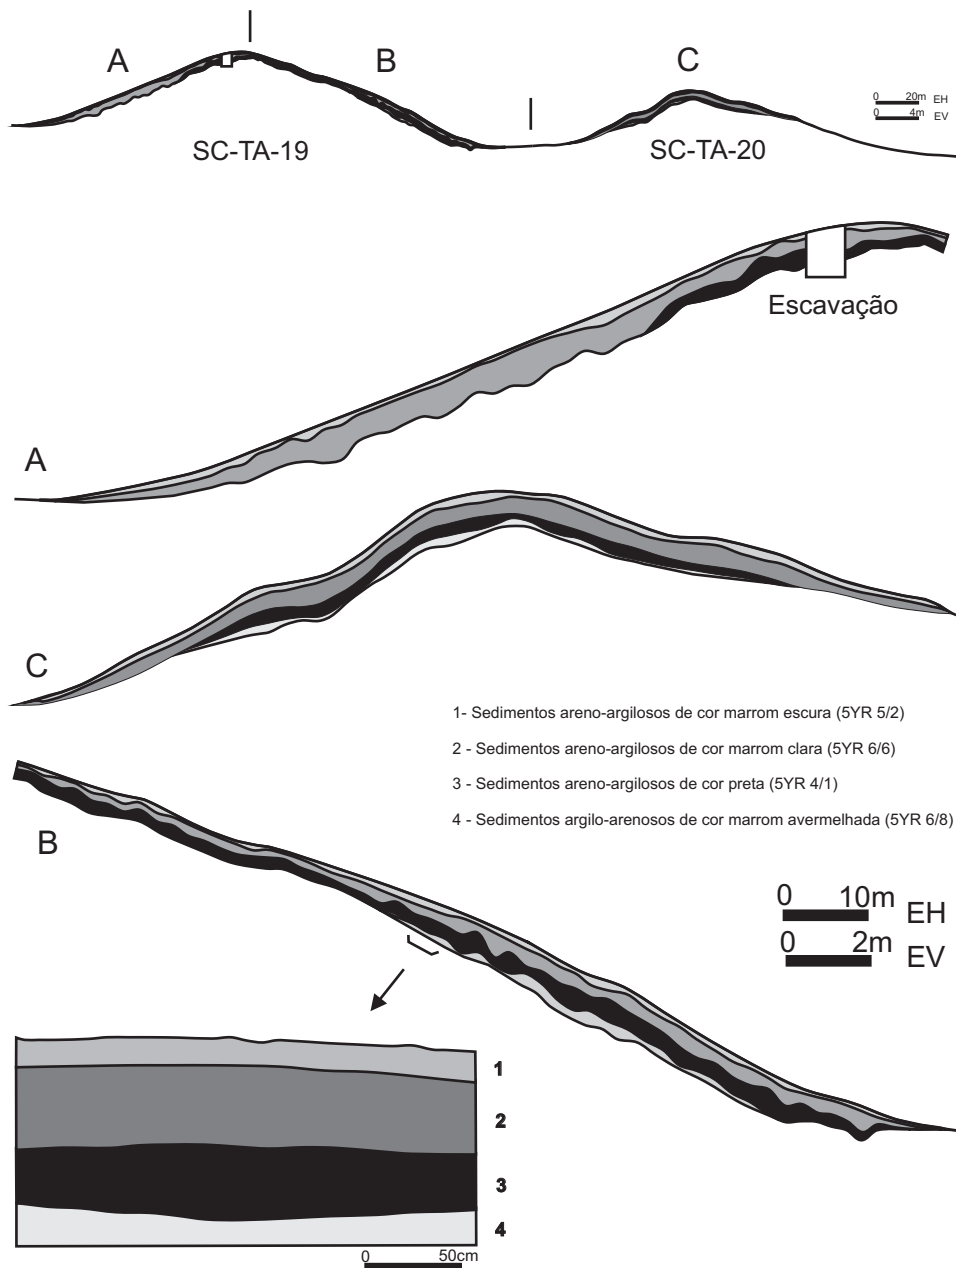 A
B
C
0 20m EH
0 4m EV
SC-TA-19
SC-TA-20
Escavação
A
C
1- Sedimentos areno-argilosos de cor marrom escura (5YR 5/2)
2 - Sedimentos areno-argilosos de cor marrom clara (5YR 6/6)
3 - Sedimentos areno-argilosos de cor preta (5YR 4/1)
4 - Sedimentos argilo-arenosos de cor marrom avermelhada (5YR 6/8)
B
0 10m EH
0 2m EV
1
2
3
4
0 50cm